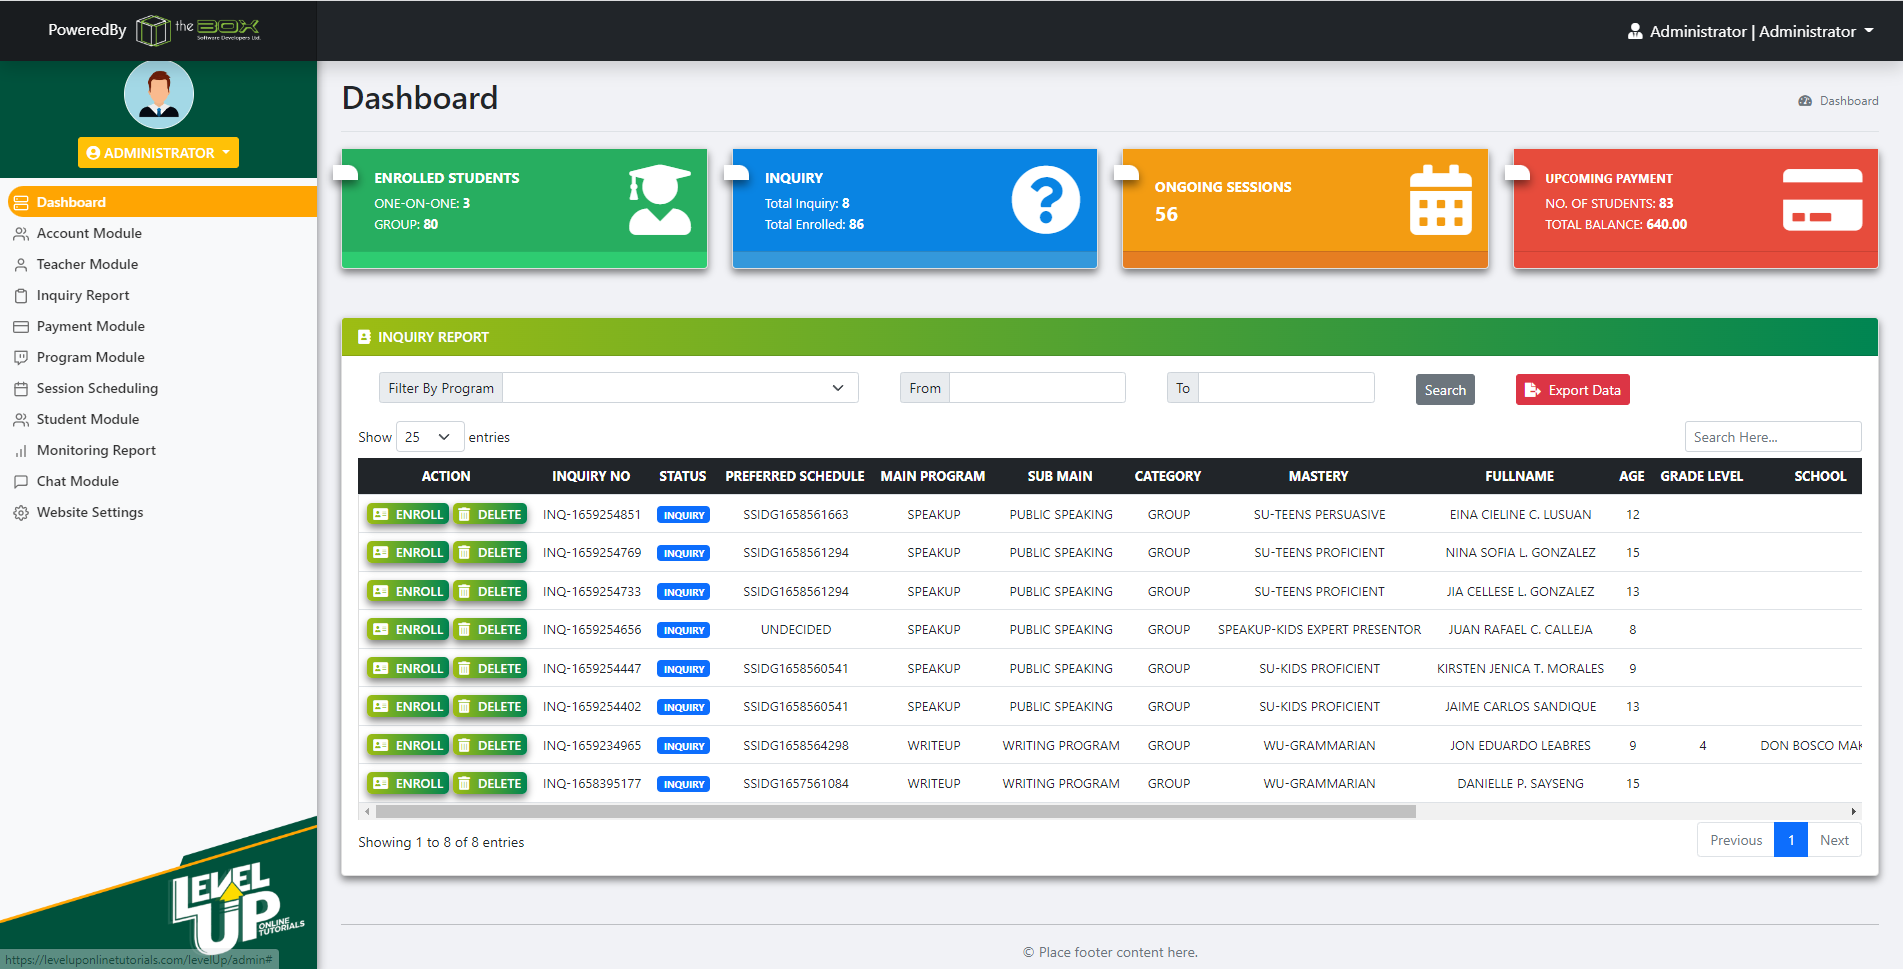 PoweredBy the BOX
Software Developers Ltd.
Administrator | Administrator
ADMINISTRATOR
Dashboard
Account Module
Teacher Module
Inquiry Report
Payment Module
Program Module
Session Scheduling
Student Module
Monitoring Report
Chat Module
Website Settings
LEVEL UP
ONLINE
TUTORIALS
https://leveluponlinetutorials.com/levelUp/admin#
Dashboard
Dashboard
ENROLLED STUDENTS
ONE-ON-ONE: 3
GROUP: 80
INQUIRY
Total Inquiry: 8
Total Enrolled: 86
ONGOING SESSIONS
56
UPCOMING PAYMENT
NO. OF STUDENTS: 83
TOTAL BALANCE: 640.00
INQUIRY REPORT
Filter By Program From To Search Export Data
Show 25 entries Search Here...
ACTION INQUIRY NO STATUS PREFERRED SCHEDULE MAIN PROGRAM SUB MAIN CATEGORY MASTERY FULLNAME AGE GRADE LEVEL SCHOOL
ENROLL DELETE INQ-1659254851 INQUIRY SSIDG1658561663 SPEAKUP PUBLIC SPEAKING GROUP SU-TEENS PERSUASIVE EINA CIELINE C. LUSUAN 12
ENROLL DELETE INQ-1659254769 INQUIRY SSIDG1658561294 SPEAKUP PUBLIC SPEAKING GROUP SU-TEENS PROFICIENT NINA SOFIA L. GONZALEZ 15
ENROLL DELETE INQ-1659254733 INQUIRY SSIDG1658561294 SPEAKUP PUBLIC SPEAKING GROUP SU-TEENS PROFICIENT JIA CELLESE L. GONZALEZ 13
ENROLL DELETE INQ-1659254656 INQUIRY UNDECIDED SPEAKUP PUBLIC SPEAKING GROUP SPEAKUP-KIDS EXPERT PRESENTOR JUAN RAFAEL C. CALLEJA 8
ENROLL DELETE INQ-1659254447 INQUIRY SSIDG1658560541 SPEAKUP PUBLIC SPEAKING GROUP SU-KIDS PROFICIENT KIRSTEN JENICA T. MORALES 9
ENROLL DELETE INQ-1659254402 INQUIRY SSIDG1658560541 SPEAKUP PUBLIC SPEAKING GROUP SU-KIDS PROFICIENT JAIME CARLOS SANDIQUE 13
ENROLL DELETE INQ-1659234965 INQUIRY SSIDG1658564298 WRITEUP WRITING PROGRAM GROUP WU-GRAMMARIAN JON EDUARDO LEABRES 9 4 DON BOSCO MAK
ENROLL DELETE INQ-1658395177 INQUIRY SSIDG1657561084 WRITEUP WRITING PROGRAM GROUP WU-GRAMMARIAN DANIELLE P. SAYSENG 15
Showing 1 to 8 of 8 entries Previous 1 Next
© Place footer content here.